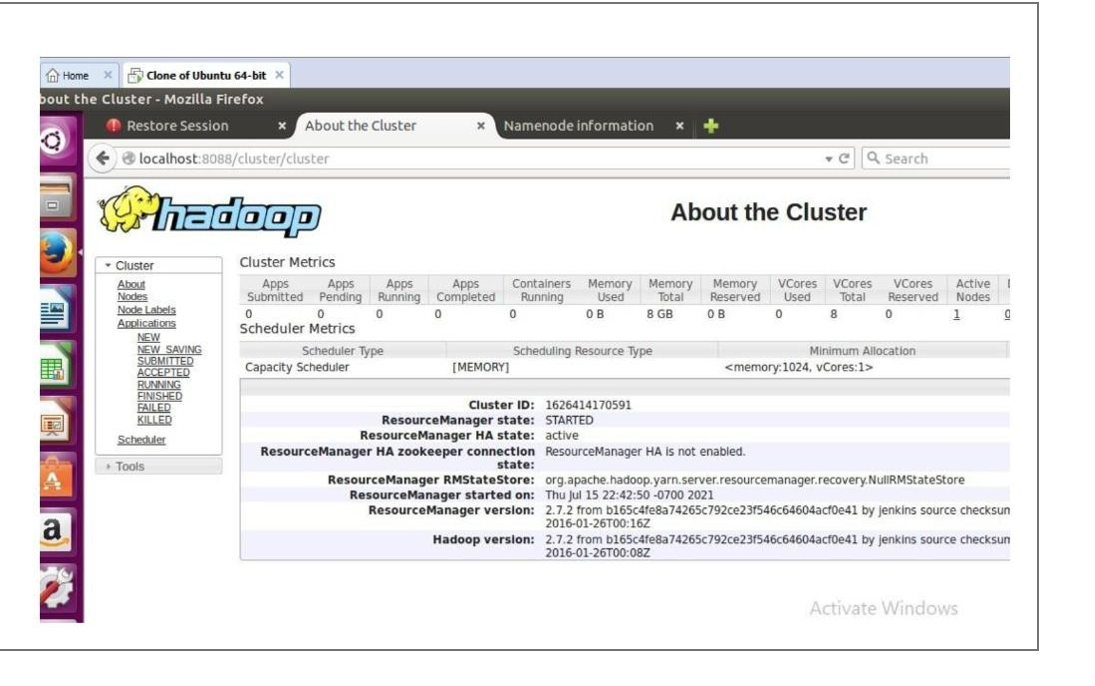 Home × Clone of Ubuntu 64-bit ×
bout the Cluster - Mozilla Firefox
Restore Session × About the Cluster × Namenode information ×
localhost:8088/cluster/cluster Search
hadoop
About the Cluster
Cluster
About
Nodes
Node Labels
Applications
NEW
NEW_SAVING
SUBMITTED
ACCEPTED
RUNNING
FINISHED
FAILED
KILLED
Scheduler
Tools
Cluster Metrics
Apps Submitted Apps Pending Apps Running Apps Completed Containers Running Memory Used Memory Total Memory Reserved VCores Used VCores Total VCores Reserved Active Nodes
0 0 0 0 0 0 B 8 GB 0 B 0 8 0 1 0
Scheduler Metrics
Scheduler Type Scheduling Resource Type Minimum Allocation
Capacity Scheduler [MEMORY] <memory:1024, vCores:1>
Cluster ID: 1626414170591
ResourceManager state: STARTED
ResourceManager HA state: active
ResourceManager HA zookeeper connection state: ResourceManager HA is not enabled.
ResourceManager RMStateStore: org.apache.hadoop.yarn.server.resourcemanager.recovery.NullRMStateStore
ResourceManager started on: Thu Jul 15 22:42:50 -0700 2021
ResourceManager version: 2.7.2 from b165c4fe8a74265c792ce23f546c64604acf0e41 by jenkins source checksum
2016-01-26T00:16Z
Hadoop version: 2.7.2 from b165c4fe8a74265c792ce23f546c64604acf0e41 by jenkins source checksum
2016-01-26T00:08Z
Activate Windows